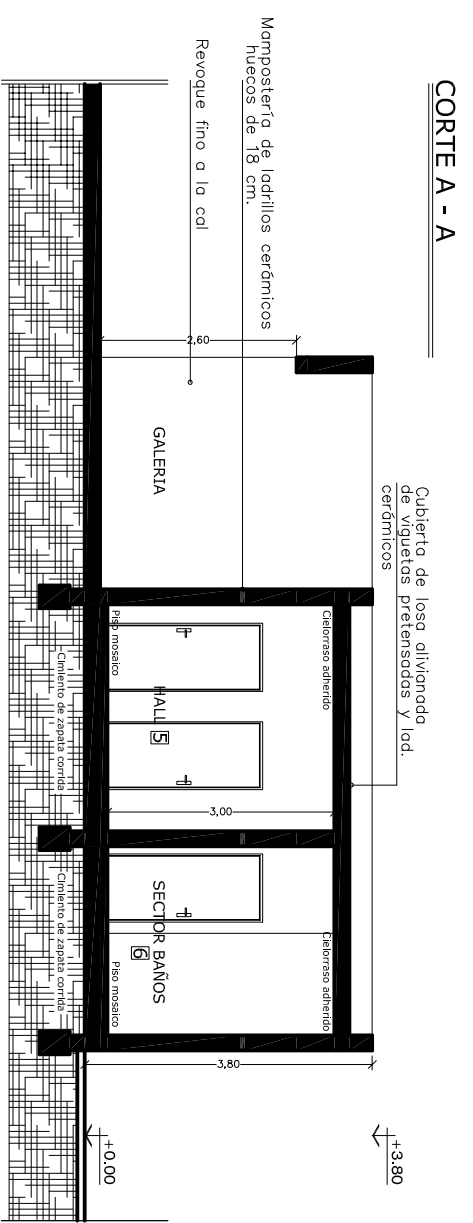 CORTE A - A
Cubierta de losa alivianada
de viguetas pretensadas y lad.
cerámicos
Mampostería de ladrillos cerámicos
huecos de 18 cm.
Revoque fino a la cal
2,60
GALERIA
Cielorraso adherido
HALL 5
3,00
Piso mosaico
Cimiento de zapata corrida
Cielorraso adherido
SECTOR BAÑOS
6
Piso mosaico
Cimiento de zapata corrida
3,80
+3.80
+0.00